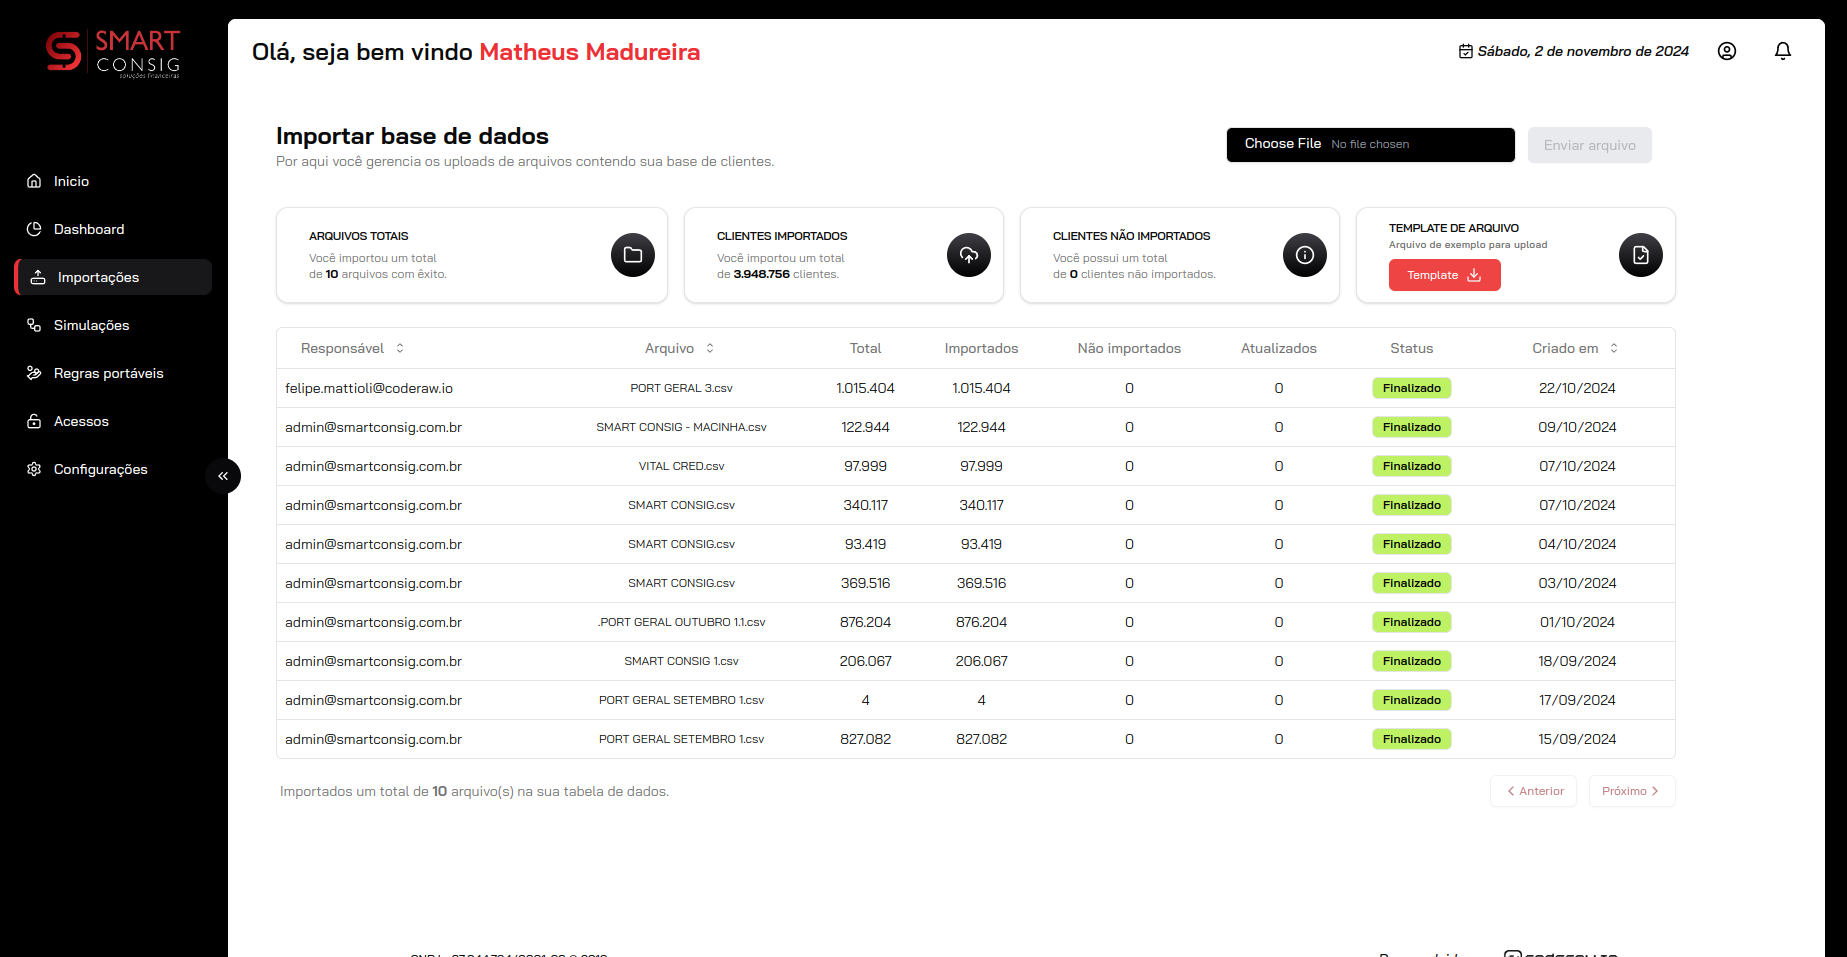 SMART
CONSIG
soluções financeiras
Olá, seja bem vindo Matheus Madureira
Sábado, 2 de novembro de 2024
Inicio
Dashboard
Importações
Simulações
Regras portáveis
Acessos
Configurações
Importar base de dados
Por aqui você gerencia os uploads de arquivos contendo sua base de clientes.
Choose File No file chosen
Enviar arquivo
ARQUIVOS TOTAIS
Você importou um total
de 10 arquivos com êxito.
CLIENTES IMPORTADOS
Você importou um total
de 3.948.756 clientes.
CLIENTES NÃO IMPORTADOS
Você possui um total
de 0 clientes não importados.
TEMPLATE DE ARQUIVO
Arquivo de exemplo para upload
Template
Responsável Arquivo Total Importados Não importados Atualizados Status Criado em
felipe.mattioli@coderaw.io PORT GERAL 3.csv 1.015.404 1.015.404 0 0 Finalizado 22/10/2024
admin@smartconsig.com.br SMART CONSIG - MACINHA.csv 122.944 122.944 0 0 Finalizado 09/10/2024
admin@smartconsig.com.br VITAL CRED.csv 97.999 97.999 0 0 Finalizado 07/10/2024
admin@smartconsig.com.br SMART CONSIG.csv 340.117 340.117 0 0 Finalizado 07/10/2024
admin@smartconsig.com.br SMART CONSIG.csv 93.419 93.419 0 0 Finalizado 04/10/2024
admin@smartconsig.com.br SMART CONSIG.csv 369.516 369.516 0 0 Finalizado 03/10/2024
admin@smartconsig.com.br .PORT GERAL OUTUBRO 1.1.csv 876.204 876.204 0 0 Finalizado 01/10/2024
admin@smartconsig.com.br SMART CONSIG 1.csv 206.067 206.067 0 0 Finalizado 18/09/2024
admin@smartconsig.com.br PORT GERAL SETEMBRO 1.csv 4 4 0 0 Finalizado 17/09/2024
admin@smartconsig.com.br PORT GERAL SETEMBRO 1.csv 827.082 827.082 0 0 Finalizado 15/09/2024
Importados um total de 10 arquivo(s) na sua tabela de dados.
Anterior
Próximo